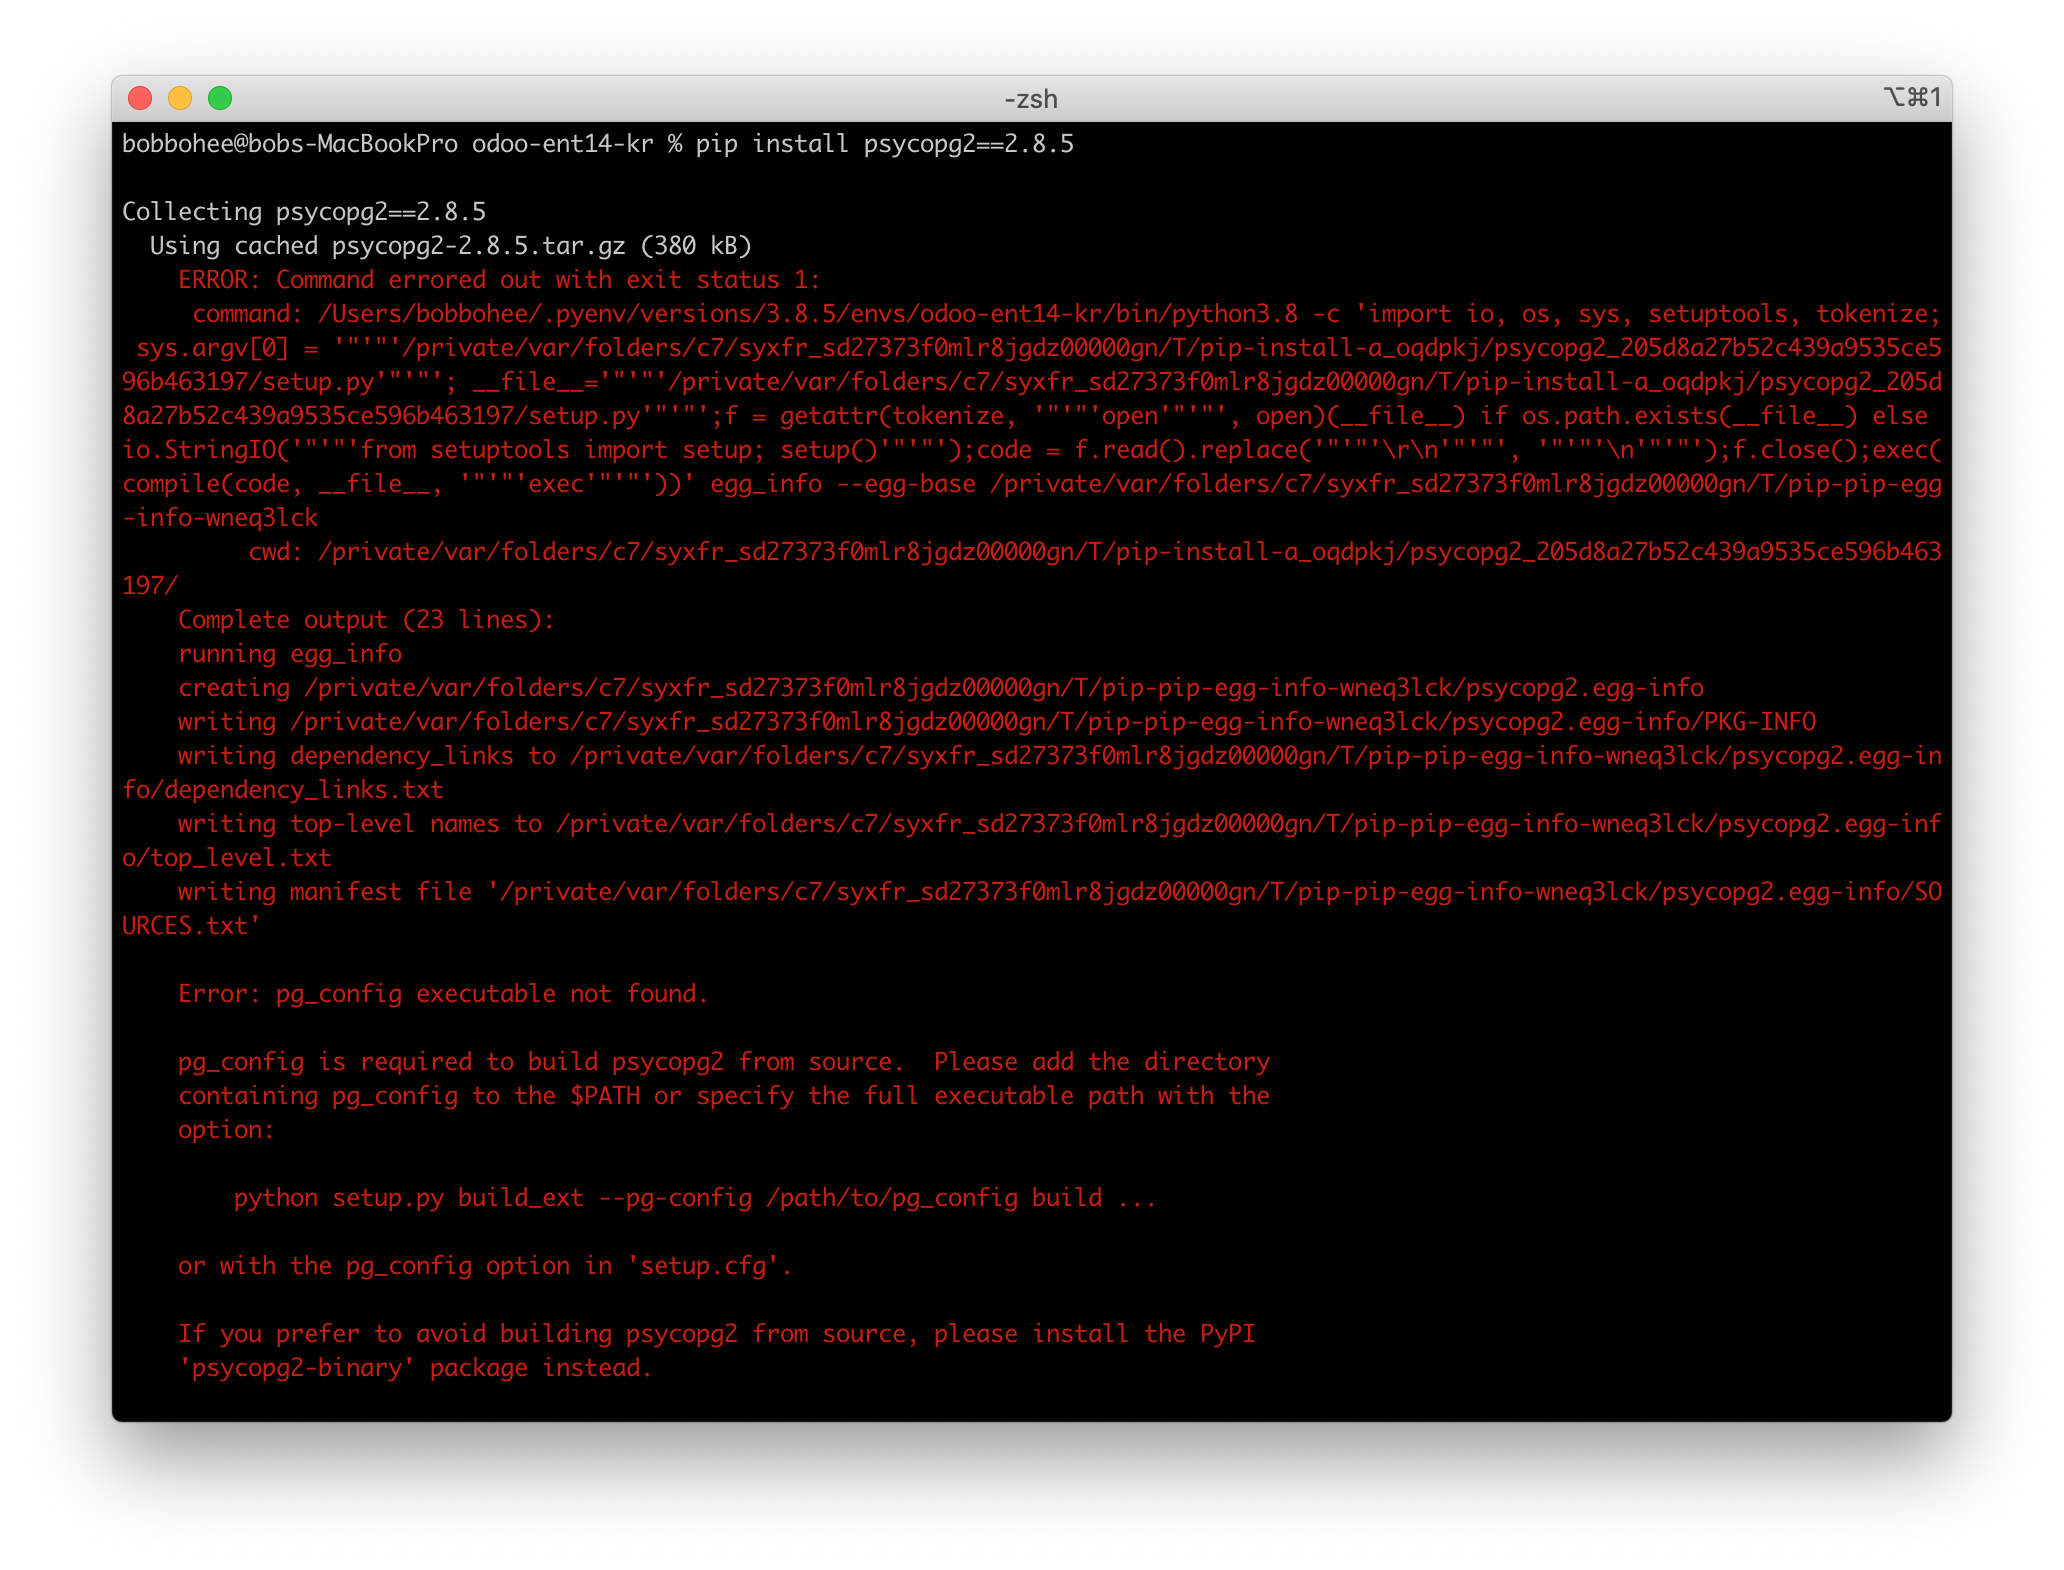 -zsh
⌥⌘1
bobbohee@bobs-MacBookPro odoo-ent14-kr % pip install psycopg2==2.8.5
Collecting psycopg2==2.8.5
  Using cached psycopg2-2.8.5.tar.gz (380 kB)
    ERROR: Command errored out with exit status 1:
     command: /Users/bobbohee/.pyenv/versions/3.8.5/envs/odoo-ent14-kr/bin/python3.8 -c 'import io, os, sys, setuptools, tokenize;
 sys.argv[0] = '"'"'/private/var/folders/c7/syxfr_sd27373f0mlr8jgdz00000gn/T/pip-install-a_oqdpkj/psycopg2_205d8a27b52c439a9535ce5
96b463197/setup.py'"'"'; __file__='"'"'/private/var/folders/c7/syxfr_sd27373f0mlr8jgdz00000gn/T/pip-install-a_oqdpkj/psycopg2_205d
8a27b52c439a9535ce596b463197/setup.py'"'"';f = getattr(tokenize, '"'"'open'"'"', open)(__file__) if os.path.exists(__file__) else
io.StringIO('"'"'from setuptools import setup; setup()'"'"');code = f.read().replace('"'"'\r\n'"'"', '"'"'\n'"'"');f.close();exec(
compile(code, __file__, '"'"'exec'"'"'))' egg_info --egg-base /private/var/folders/c7/syxfr_sd27373f0mlr8jgdz00000gn/T/pip-pip-egg
-info-wneq3lck
         cwd: /private/var/folders/c7/syxfr_sd27373f0mlr8jgdz00000gn/T/pip-install-a_oqdpkj/psycopg2_205d8a27b52c439a9535ce596b463
197/
    Complete output (23 lines):
    running egg_info
    creating /private/var/folders/c7/syxfr_sd27373f0mlr8jgdz00000gn/T/pip-pip-egg-info-wneq3lck/psycopg2.egg-info
    writing /private/var/folders/c7/syxfr_sd27373f0mlr8jgdz00000gn/T/pip-pip-egg-info-wneq3lck/psycopg2.egg-info/PKG-INFO
    writing dependency_links to /private/var/folders/c7/syxfr_sd27373f0mlr8jgdz00000gn/T/pip-pip-egg-info-wneq3lck/psycopg2.egg-in
fo/dependency_links.txt
    writing top-level names to /private/var/folders/c7/syxfr_sd27373f0mlr8jgdz00000gn/T/pip-pip-egg-info-wneq3lck/psycopg2.egg-inf
o/top_level.txt
    writing manifest file '/private/var/folders/c7/syxfr_sd27373f0mlr8jgdz00000gn/T/pip-pip-egg-info-wneq3lck/psycopg2.egg-info/SO
URCES.txt'
    Error: pg_config executable not found.
    pg_config is required to build psycopg2 from source.  Please add the directory
    containing pg_config to the $PATH or specify the full executable path with the
    option:
        python setup.py build_ext --pg-config /path/to/pg_config build ...
    or with the pg_config option in 'setup.cfg'.
    If you prefer to avoid building psycopg2 from source, please install the PyPI
    'psycopg2-binary' package instead.